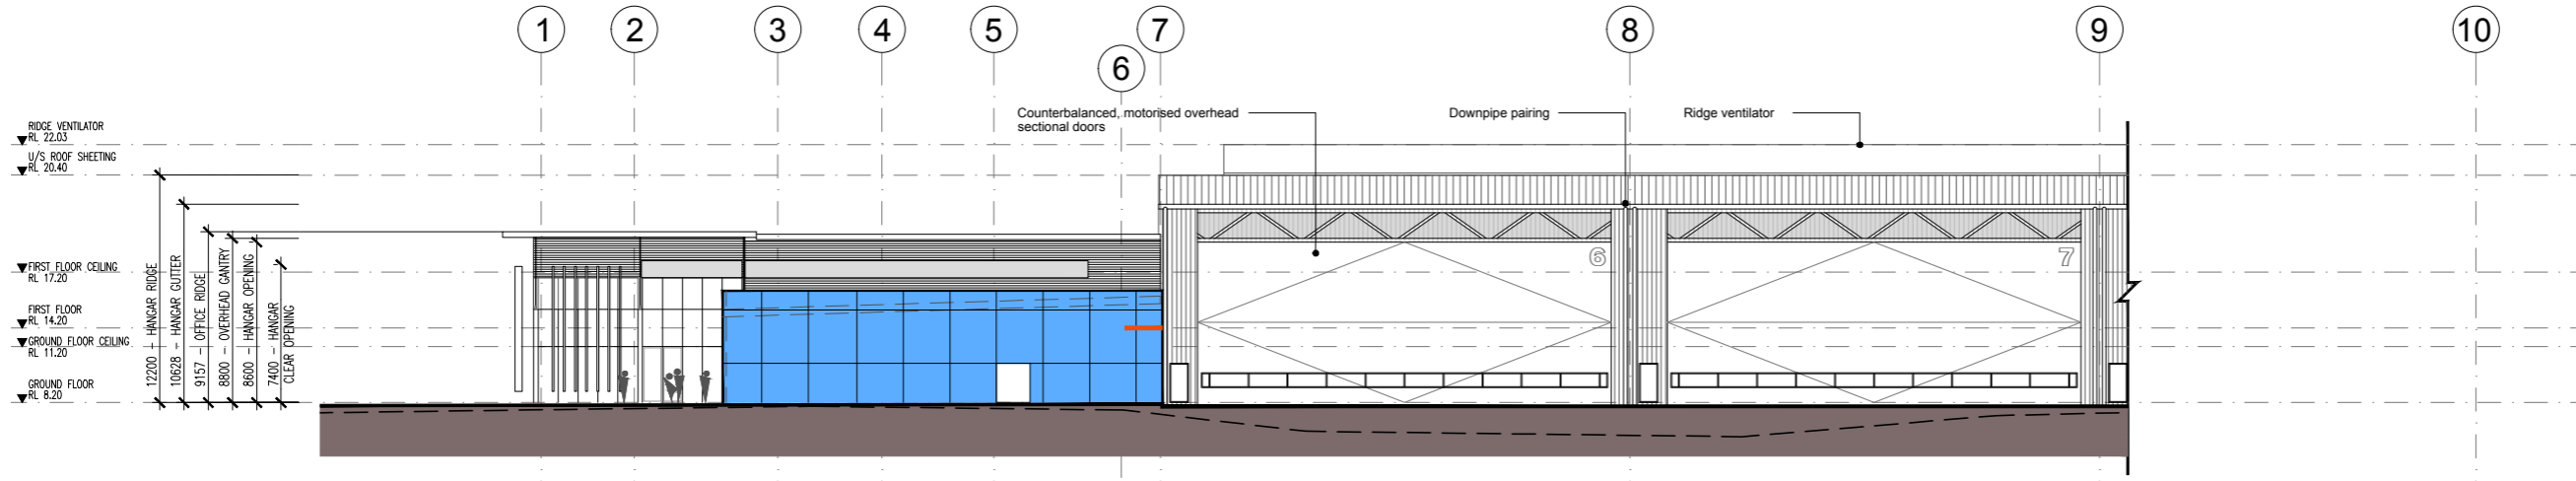 1
2
3
4
5
6
7
8
9
10
Counterbalanced, motorised overhead
sectional doors
Downpipe pairing
Ridge ventilator
RIDGE VENTILATOR
RL 22.03
U/S ROOF SHEETING
RL 20.40
FIRST FLOOR CEILING
RL 17.20
FIRST FLOOR
RL 14.20
GROUND FLOOR CEILING
RL 11.20
GROUND FLOOR
RL 8.20
12200 - HANGAR RIDGE
10628 - HANGAR GUTTER
9157 - OFFICE RIDGE
8800 - OVERHEAD GANTRY
8600 - HANGAR OPENING
7400 - HANGAR
CLEAR OPENING
6
7